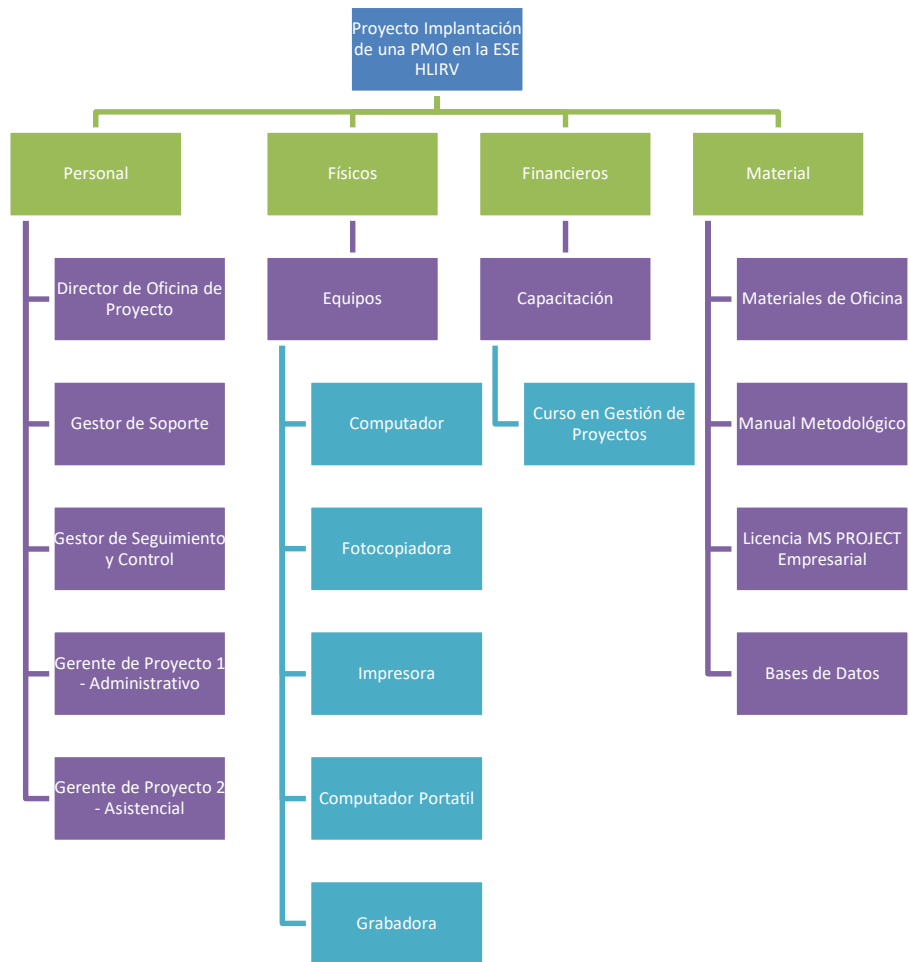 Proyecto Implantación
de una PMO en la ESE
HLIRV
Personal
Físicos
Financieros
Material
Director de Oficina de
Proyecto
Gestor de Soporte
Gestor de Seguimiento
y Control
Gerente de Proyecto 1
- Administrativo
Gerente de Proyecto 2
- Asistencial
Equipos
Computador
Fotocopiadora
Impresora
Computador Portatil
Grabadora
Capacitación
Curso en Gestión de
Proyectos
Materiales de Oficina
Manual Metodológico
Licencia MS PROJECT
Empresarial
Bases de Datos